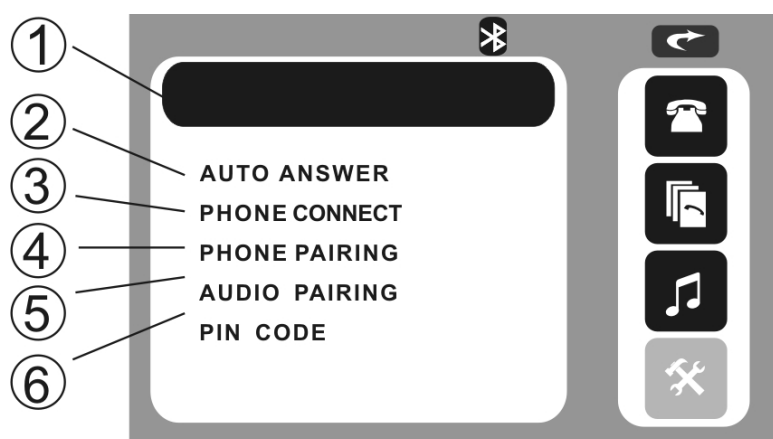 1
2
3
4
5
6
AUTO ANSWER
PHONE CONNECT
PHONE PAIRING
AUDIO PAIRING
PIN CODE